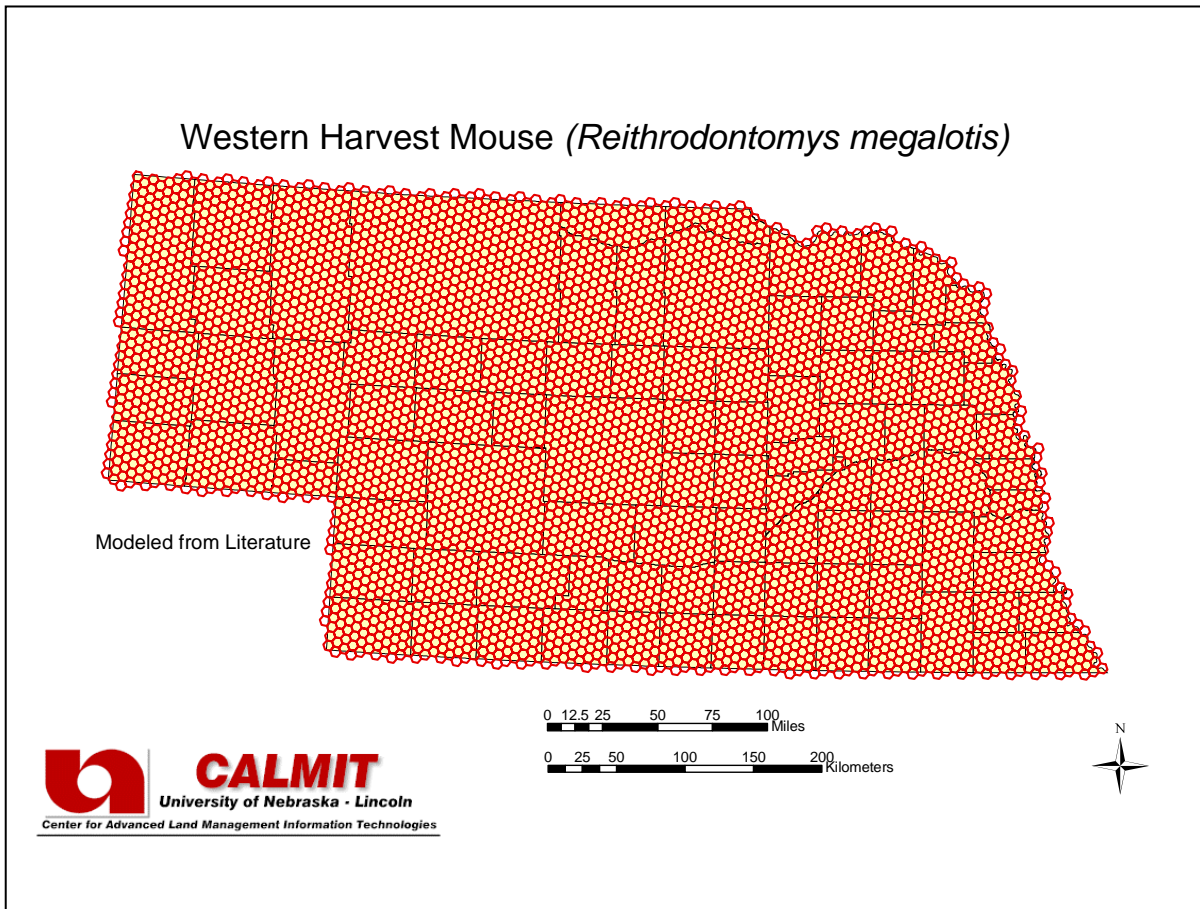 Western Harvest Mouse (Reithrodontomys megalotis)
Modeled from Literature
0 12.5 25 50 75 100
Miles
0 25 50 100 150 200
Kilometers
N
CALMIT
University of Nebraska - Lincoln
Center for Advanced Land Management Information Technologies